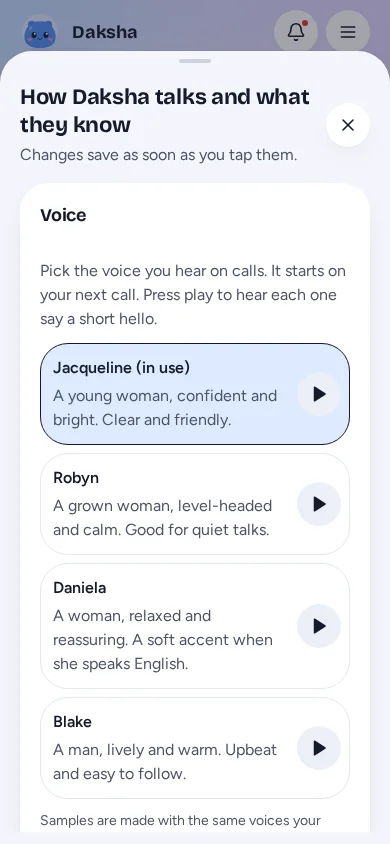 Daksha
How Daksha talks and what
they know
Changes save as soon as you tap them.
Voice
Pick the voice you hear on calls. It starts on
your next call. Press play to hear each one
say a short hello.
Jacqueline (in use)
A young woman, confident and
bright. Clear and friendly.
Robyn
A grown woman, level-headed
and calm. Good for quiet talks.
Daniela
A woman, relaxed and
reassuring. A soft accent when
she speaks English.
Blake
A man, lively and warm. Upbeat
and easy to follow.
Samples are made with the same voices your